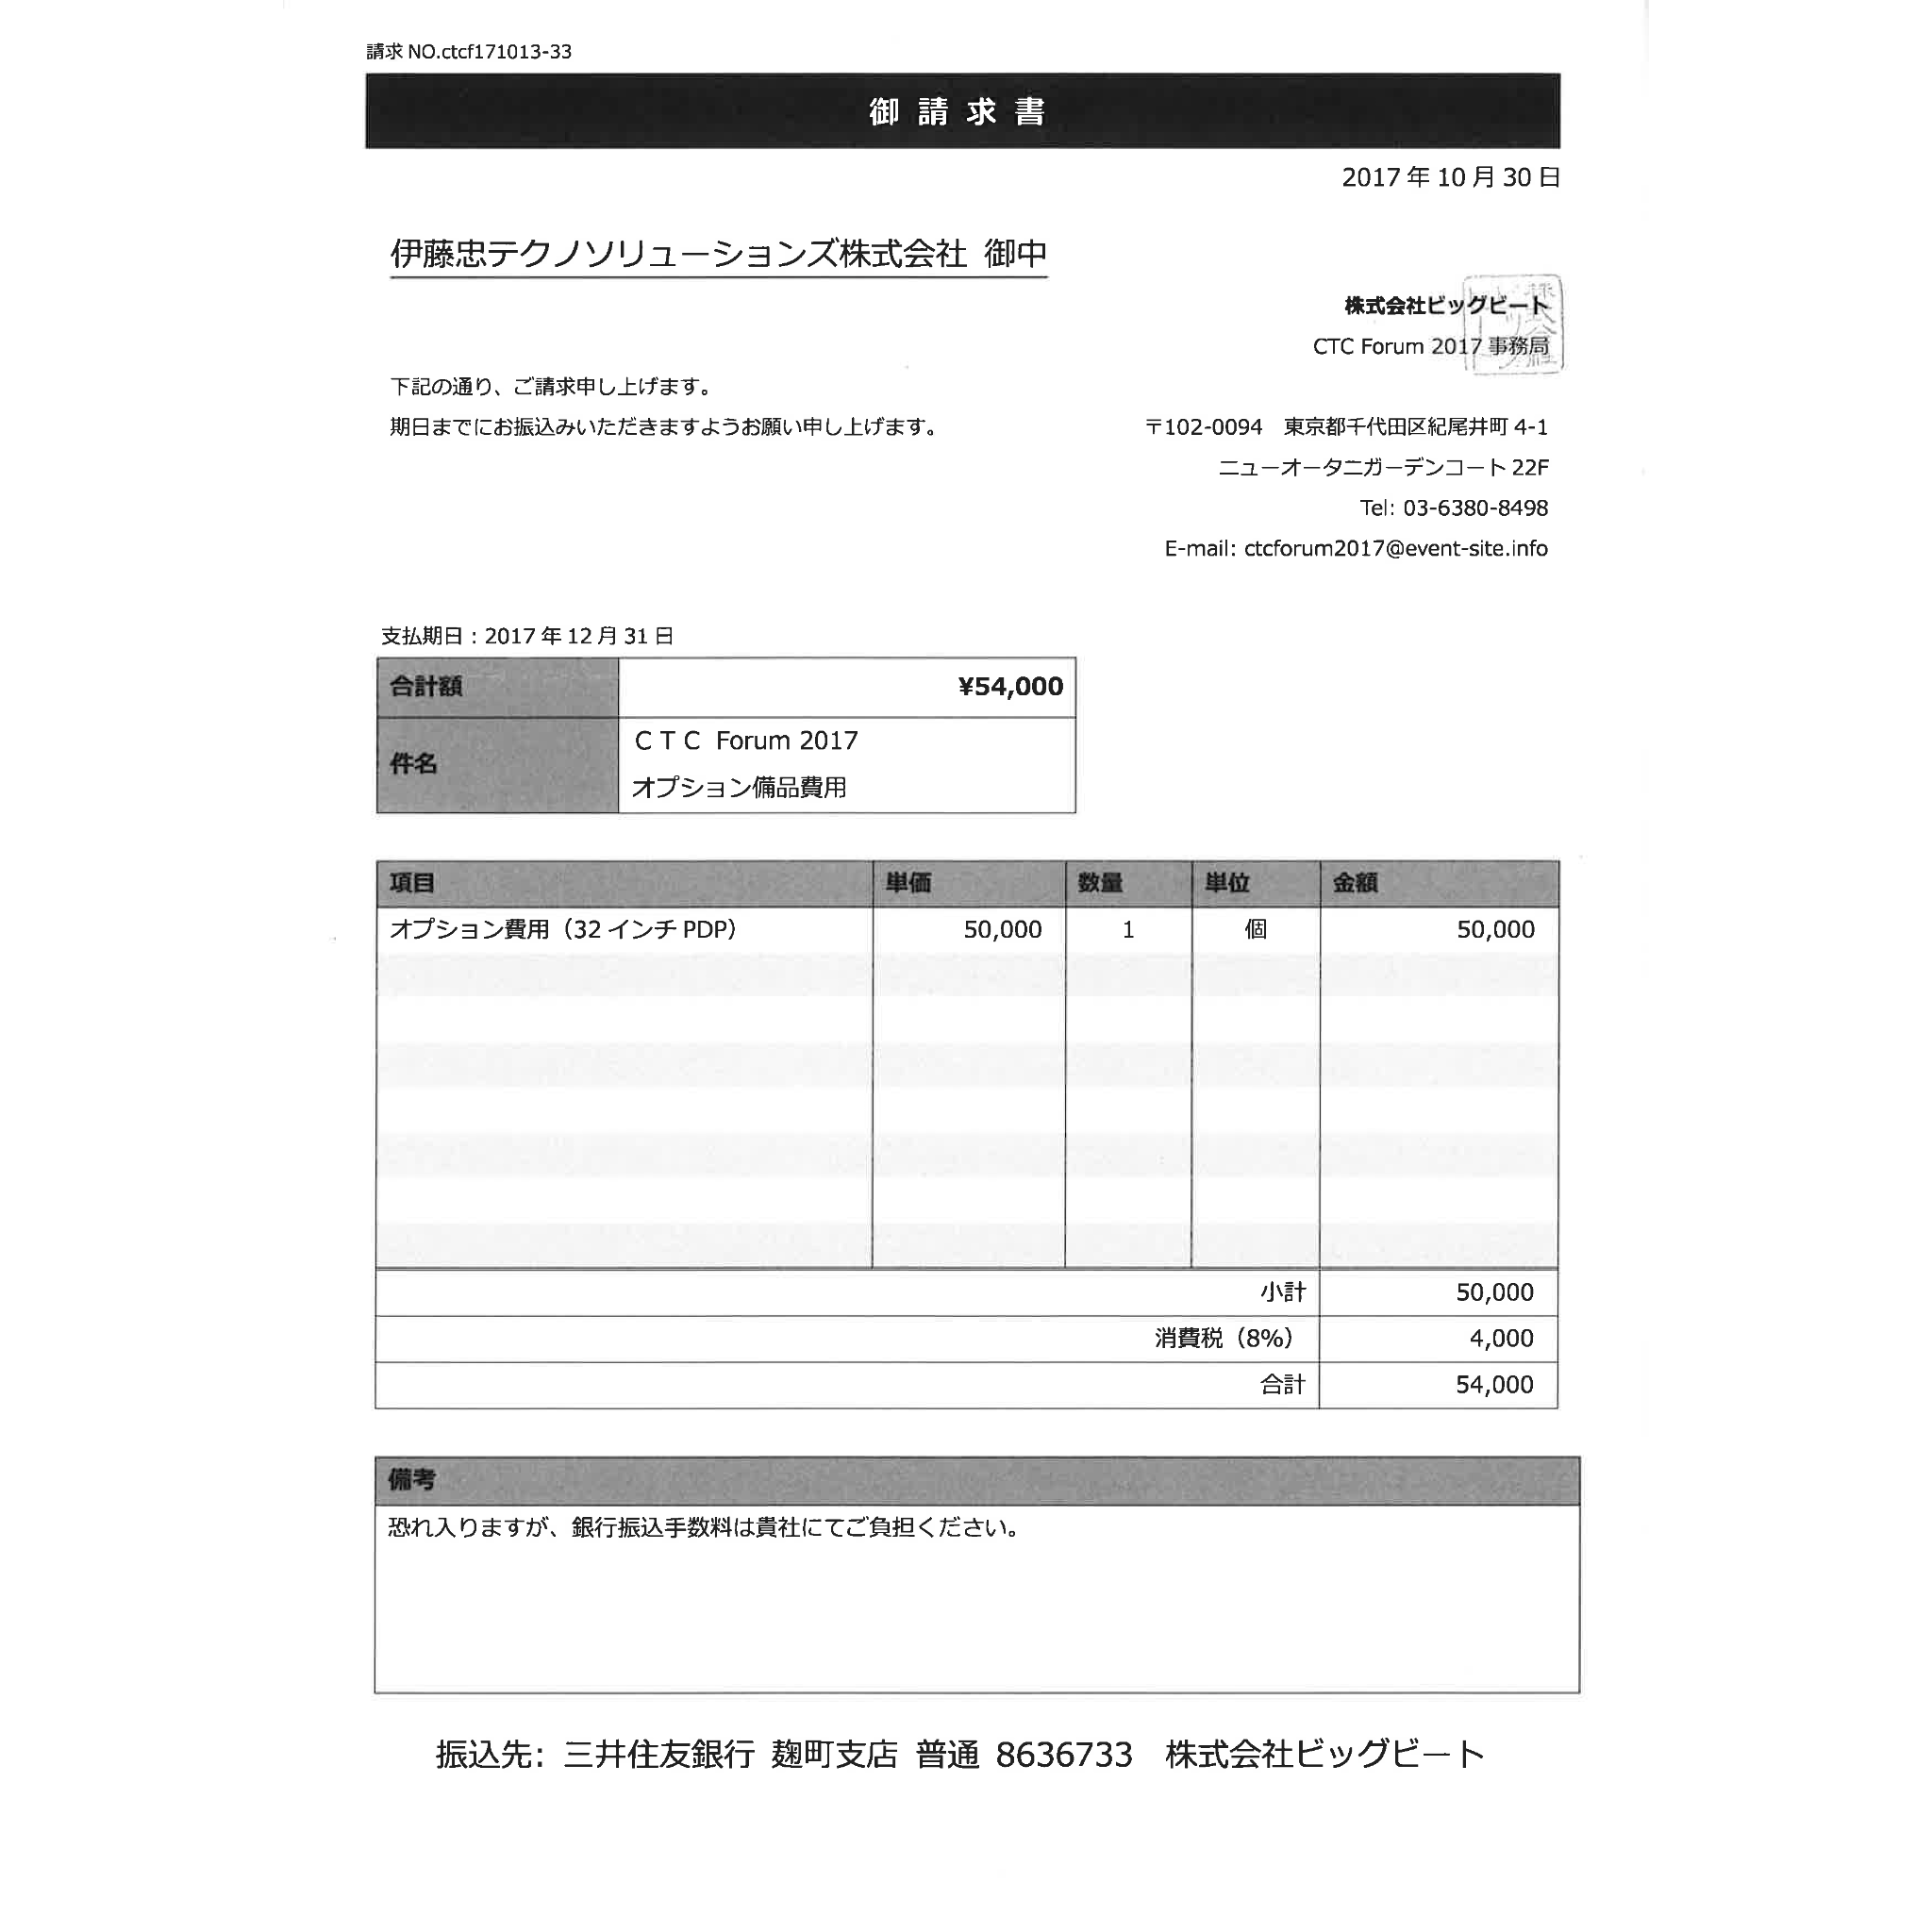 請求 NO.ctcf171013-33
御請求書
2017 年 10 月 30 日
伊藤忠テクノソリューションズ株式会社 御中
株式会社ビッグビート
CTC Forum 2017 事務局
下記の通り、ご請求申し上げます。
期日までにお振込みいただきますようお願い申し上げます。
〒102-0094　東京都千代田区紀尾井町 4-1
ニューオータニガーデンコート 22F
Tel: 03-6380-8498
E-mail: ctcforum2017@event-site.info
支払期日：2017 年 12 月 31 日
合計額 ¥54,000
件名
ＣＴＣ Forum 2017
オプション備品費用
項目 単価 数量 単位 金額
オプション費用（32 インチ PDP） 50,000 1 個 50,000
小計 50,000
消費税（8%） 4,000
合計 54,000
備考
恐れ入りますが、銀行振込手数料は貴社にてご負担ください。
振込先: 三井住友銀行 麹町支店 普通 8636733　株式会社ビッグビート